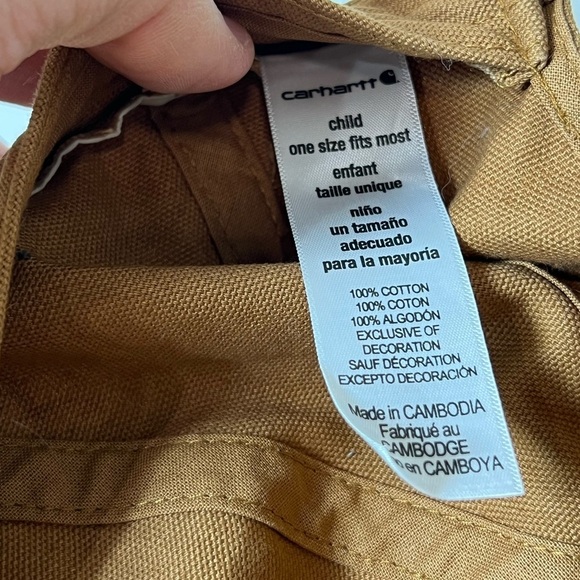 carhartt
child
one size fits most
enfant
taille unique
niño
un tamaño
adecuado
para la mayoría
100% COTTON
100% COTON
100% ALGODÓN
EXCLUSIVE OF
DECORATION
SAUF DÉCORATION
EXCEPTO DECORACIÓN
Made in CAMBODIA
Fabriqué au
CAMBODGE
en CAMBOYA